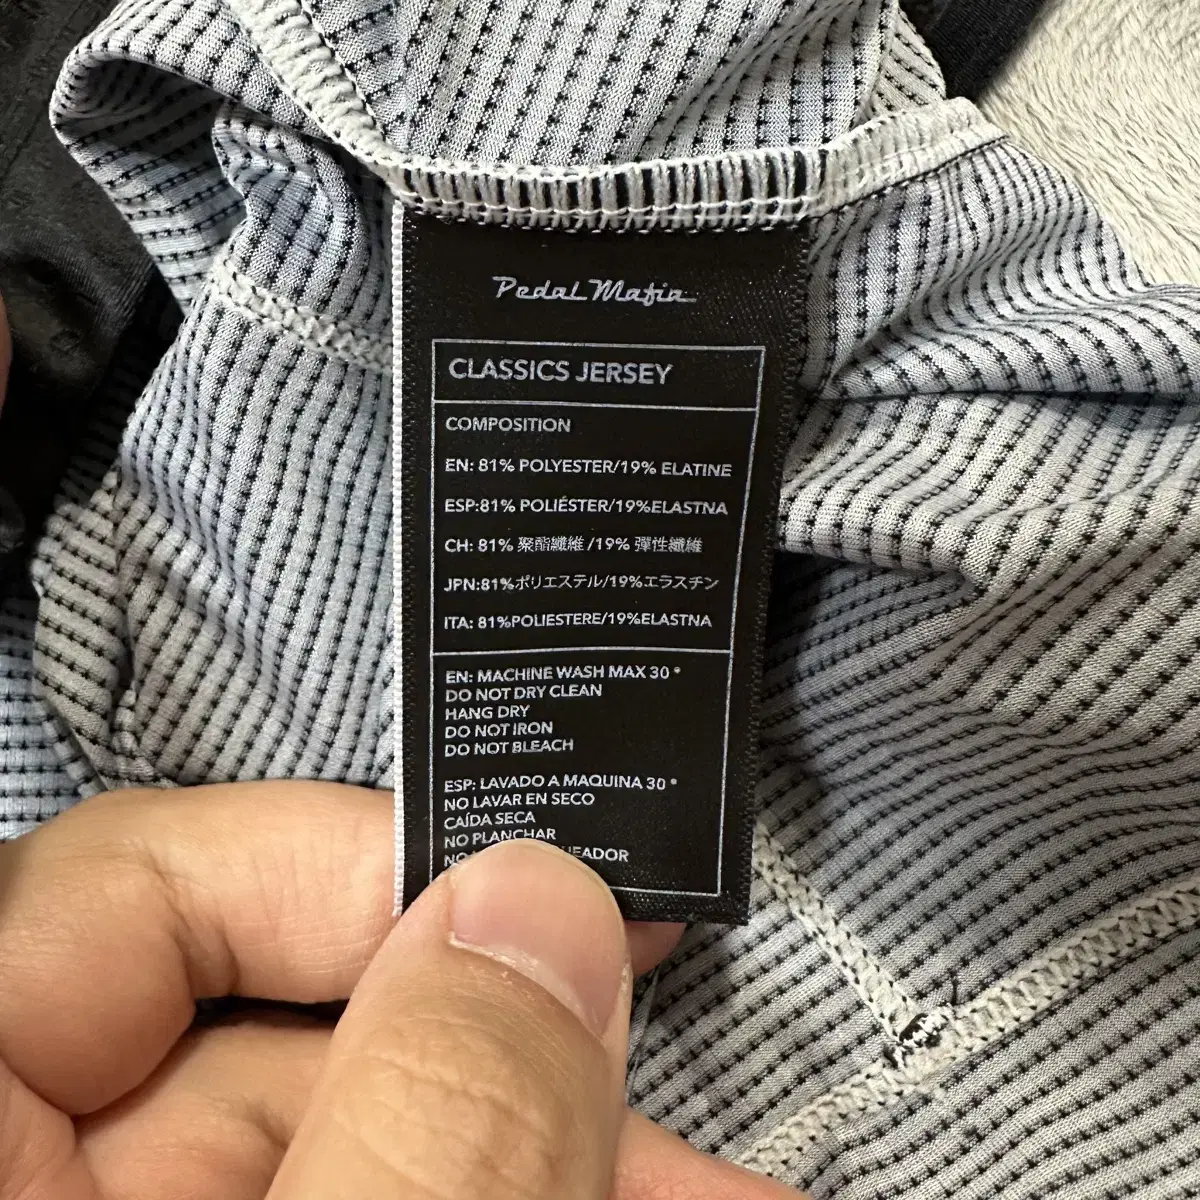 Pedal Mafia
CLASSICS JERSEY
COMPOSITION
EN: 81% POLYESTER/19% ELATINE
ESP:81% POLIÉSTER/19%ELASTNA
CH: 81% 聚酯纖維/19% 彈性纖維
JPN:81%ポリエステル/19%エラスチン
ITA: 81%POLIESTERE/19%ELASTNA
EN: MACHINE WASH MAX 30°
DO NOT DRY CLEAN
HANG DRY
DO NOT IRON
DO NOT BLEACH
ESP: LAVADO A MAQUINA 30°
NO LAVAR EN SECO
CAÍDA SECA
NO PLANCHAR